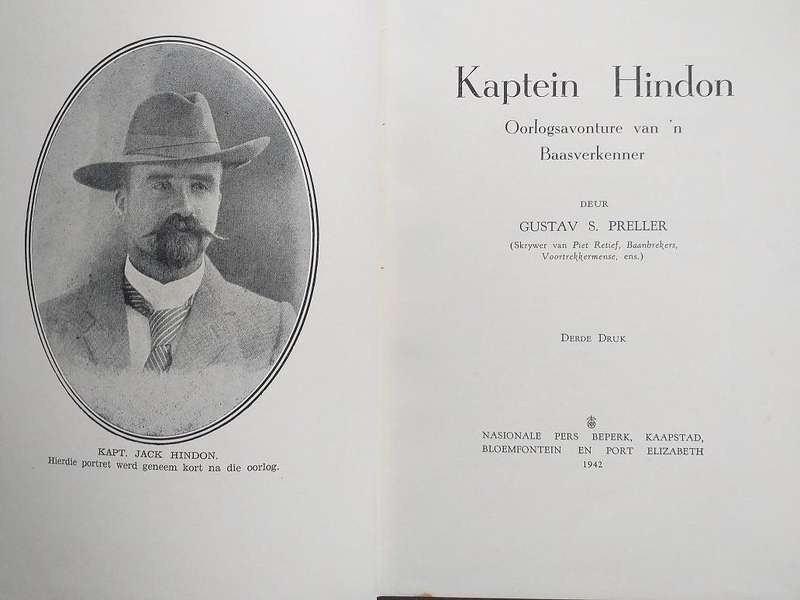 KAPT. JACK HINDON.
Hierdie portret werd geneem kort na die oorlog.
Kaptein Hindon
Oorlogsavonture van 'n
Baasverkenner
DEUR
GUSTAV S. PRELLER
(Skrywer van Piet Retief, Baanbrekers,
Voortrekkermense, ens.)
DERDE DRUK
NASIONALE PERS BEPERK, KAAPSTAD,
BLOEMFONTEIN EN PORT ELIZABETH
1942